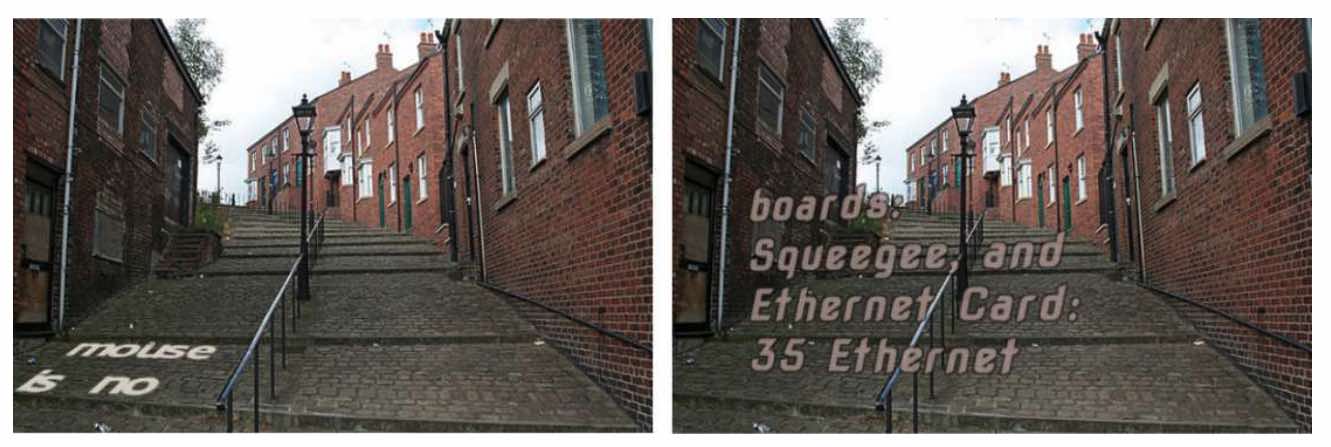 mouse
is no
boards:
Squeegee, and
Ethernet Card:
35 Ethernet